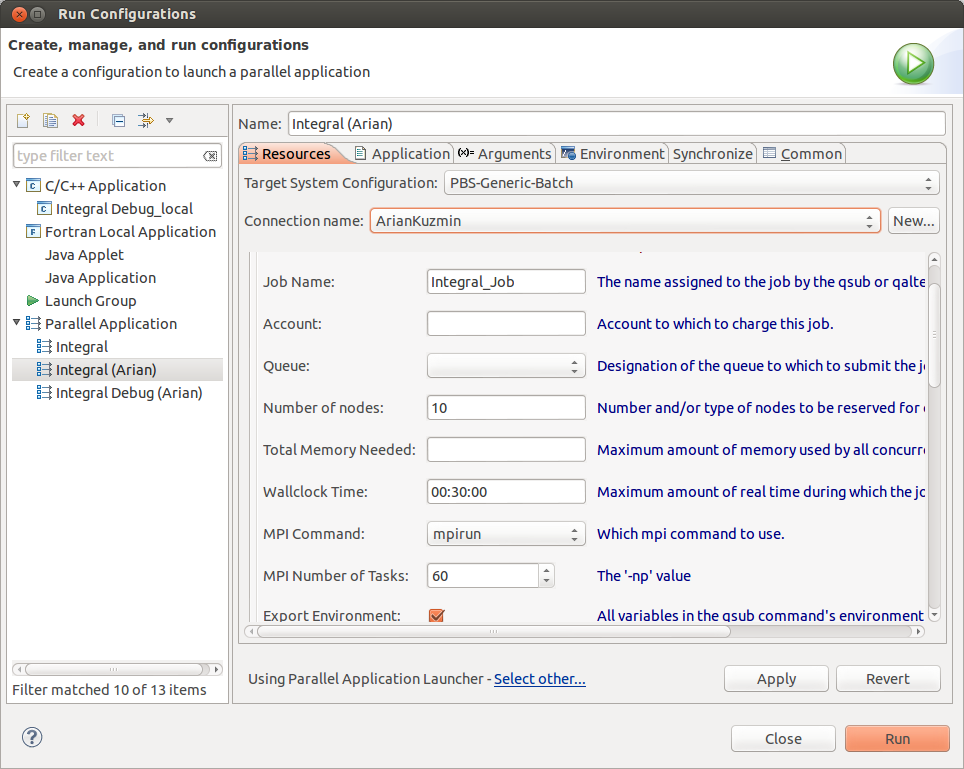 Run Configurations
Create, manage, and run configurations
Create a configuration to launch a parallel application
Name: Integral (Arian)
type filter text
C/C++ Application
Integral Debug_local
Fortran Local Application
Java Applet
Java Application
Launch Group
Parallel Application
Integral
Integral (Arian)
Integral Debug (Arian)
Filter matched 10 of 13 items
Resources Application (x)= Arguments Environment Synchronize Common
Target System Configuration: PBS-Generic-Batch
Connection name: ArianKuzmin New...
Job Name: Integral_Job The name assigned to the job by the qsub or qalte
Account: Account to which to charge this job.
Queue: Designation of the queue to which to submit the j
Number of nodes: 10 Number and/or type of nodes to be reserved for
Total Memory Needed: Maximum amount of memory used by all concurr
Wallclock Time: 00:30:00 Maximum amount of real time during which the jo
MPI Command: mpirun Which mpi command to use.
MPI Number of Tasks: 60 The '-np' value
Export Environment: All variables in the qsub command's environment
Using Parallel Application Launcher - Select other...
Apply Revert
Close Run